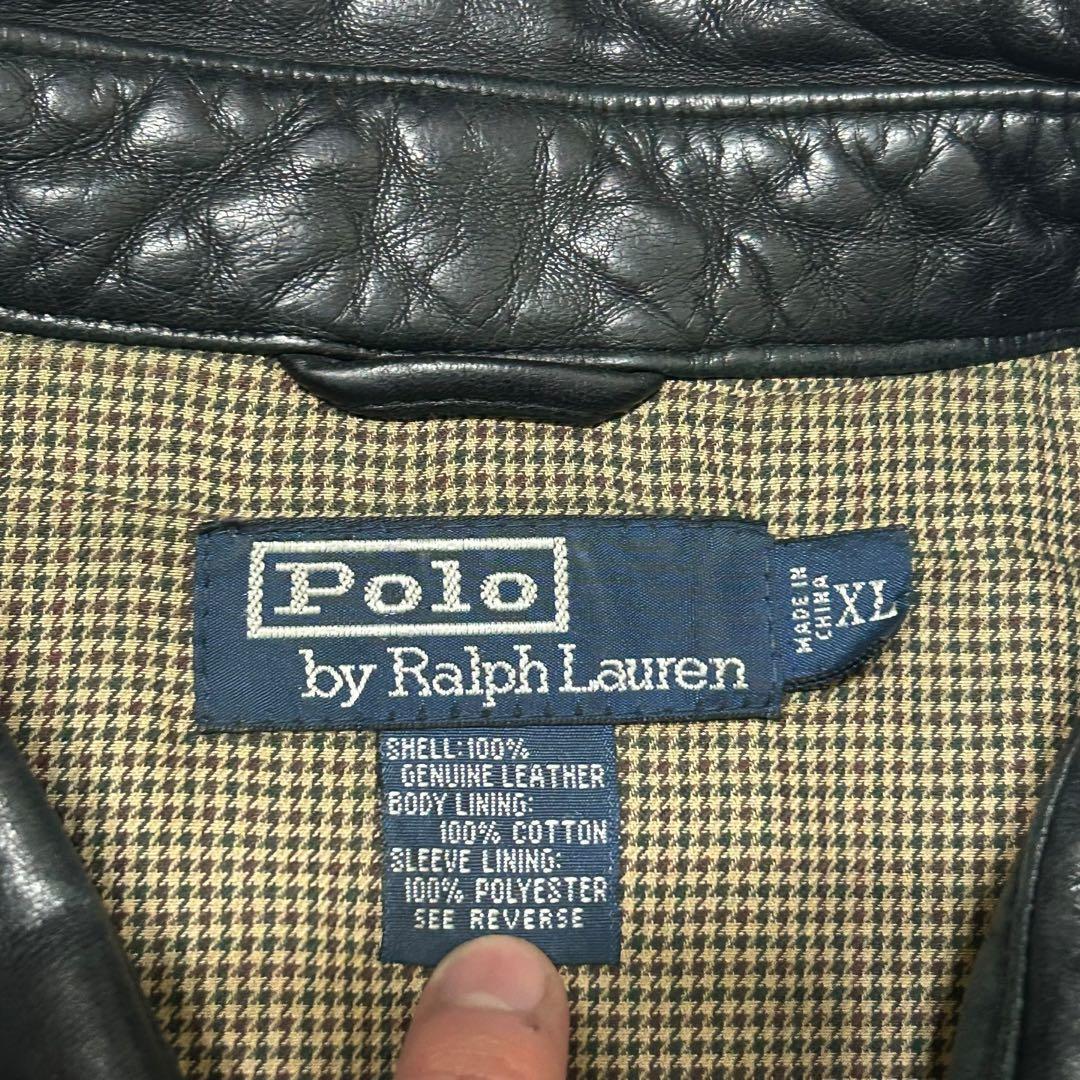 Polo
by Ralph Lauren
MADE IN
CHINA
XL
SHELL:100%
GENUINE LEATHER
BODY LINING:
100% COTTON
SLEEVE LINING:
100% POLYESTER
SEE REVERSE